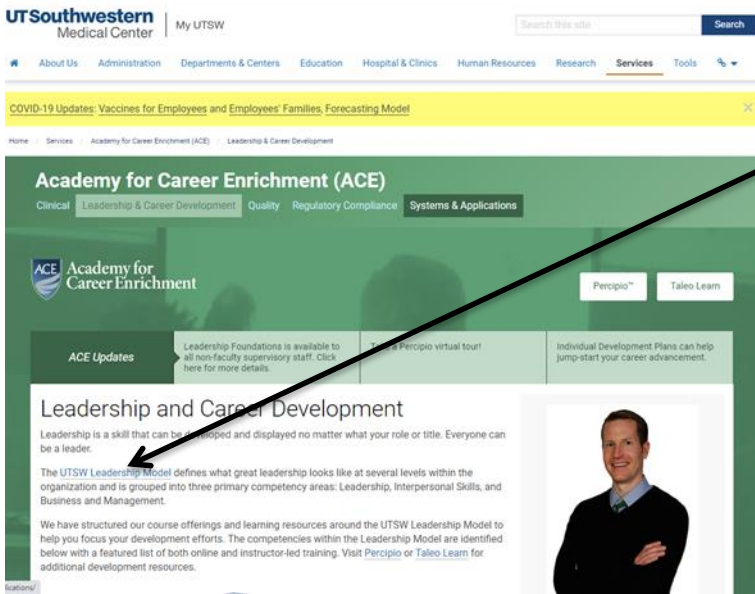 UTSouthwestern
Medical Center
My UTSW
Search this site
Search
About Us Administration Departments & Centers Education Hospital & Clinics Human Resources Research Services Tools
COVID-19 Updates: Vaccines for Employees and Employees' Families, Forecasting Model
Home / Services / Academy for Career Enrichment (ACE) / Leadership & Career Development
Academy for Career Enrichment (ACE)
Clinical Leadership & Career Development Quality Regulatory Compliance Systems & Applications
ACE Academy for
Career Enrichment
Percipio™ Taleo Learn
ACE Updates
Leadership Foundations is available to
all non-faculty supervisory staff. Click
here for more details.
Percipio virtual tour!
Individual Development Plans can help
jump-start your career advancement.
Leadership and Career Development
Leadership is a skill that can be developed and displayed no matter what your role or title. Everyone can
be a leader.
The UTSW Leadership Model defines what great leadership looks like at several levels within the
organization and is grouped into three primary competency areas: Leadership, Interpersonal Skills, and
Business and Management.
We have structured our course offerings and learning resources around the UTSW Leadership Model to
help you focus your development efforts. The competencies within the Leadership Model are identified
below with a featured list of both online and instructor-led training. Visit Percipio or Taleo Learn for
additional development resources.